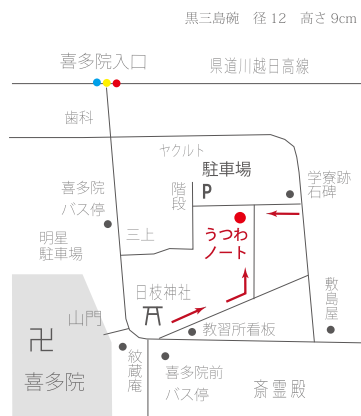 黒三島碗 径12 高さ9cm
喜多院入口
県道川越日高線
歯科
ヤクルト
駐車場
P
階段
学寮跡
石碑
喜多院
バス停
三上
うつわ
ノート
明星
駐車場
日枝神社
敷島屋
山門
教習所看板
卍
喜多院
紋蔵庵
喜多院前
バス停
斎霊殿